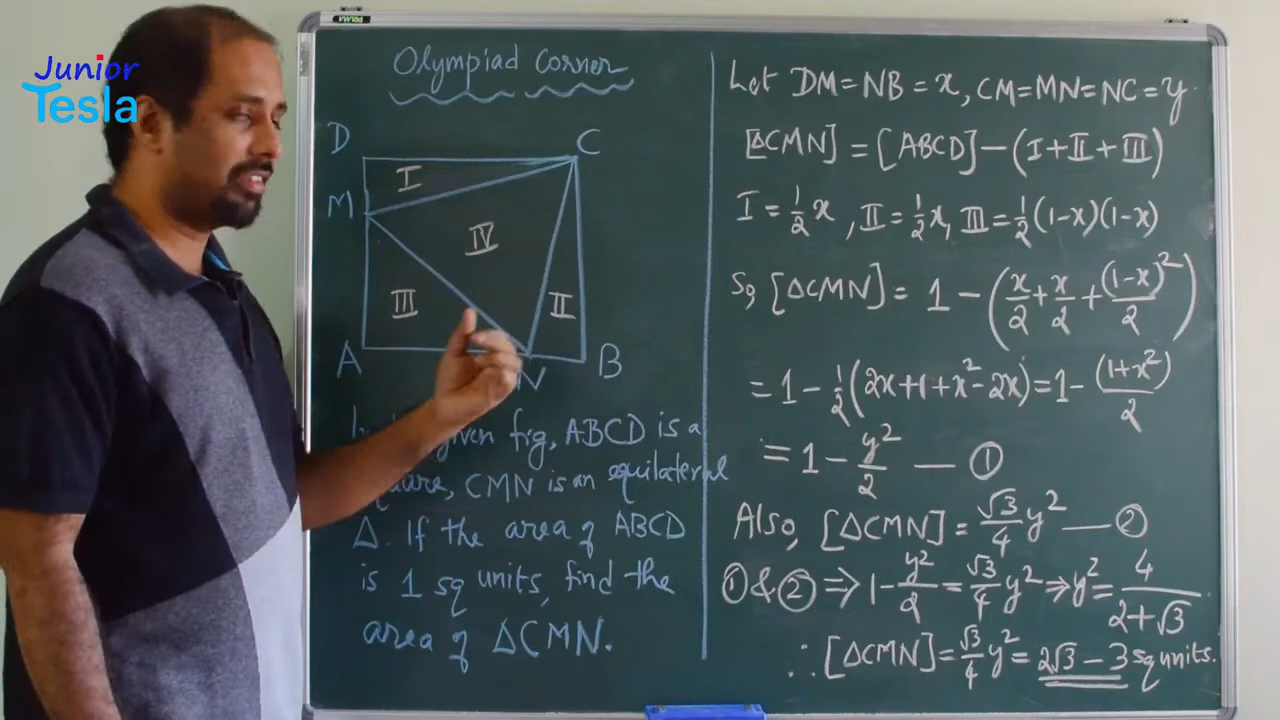 Junior
Tesla
VWind
Olympiad Corner
D
C
M
I
IV
III
II
A
N
B
given fig, ABCD is a
CMN is an equilateral
Δ. If the area of ABCD
is 1 sq units, find the
area of ΔCMN.
Let DM=NB=x, CM=MN=NC=y
[ΔCMN] = [ABCD] − (I+II+III)
I = 1/2 x, II = 1/2 x, III = 1/2 (1−x)(1−x)
So [ΔCMN] = 1 − (x/2 + x/2 + (1−x)²/2)
= 1 − 1/2 (2x+1+x²−2x) = 1 − (1+x²)/2
= 1 − y²/2 — ①
Also, [ΔCMN] = √3/4 y² — ②
① & ② ⇒ 1 − y²/2 = √3/4 y² ⇒ y² = 4/(2+√3)
∴ [ΔCMN] = √3/4 y² = 2√3 − 3 sq units.